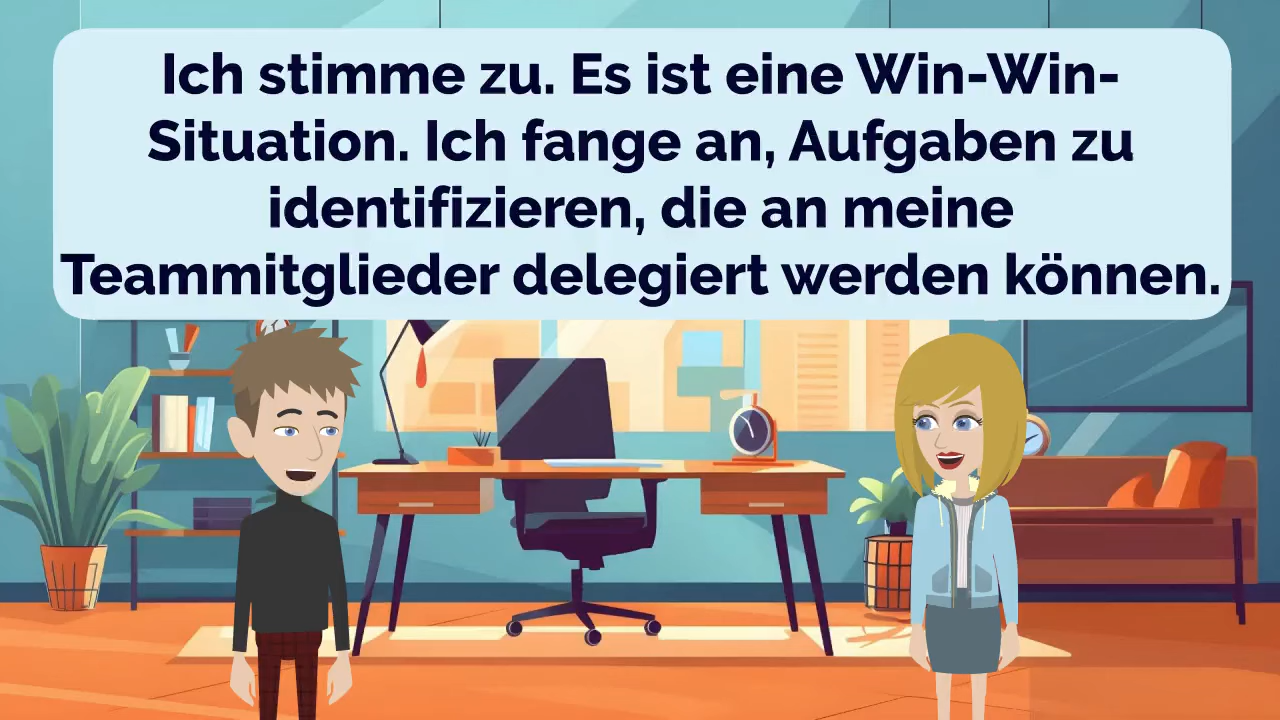 Ich stimme zu. Es ist eine Win-Win-
Situation. Ich fange an, Aufgaben zu
identifizieren, die an meine
Teammitglieder delegiert werden können.